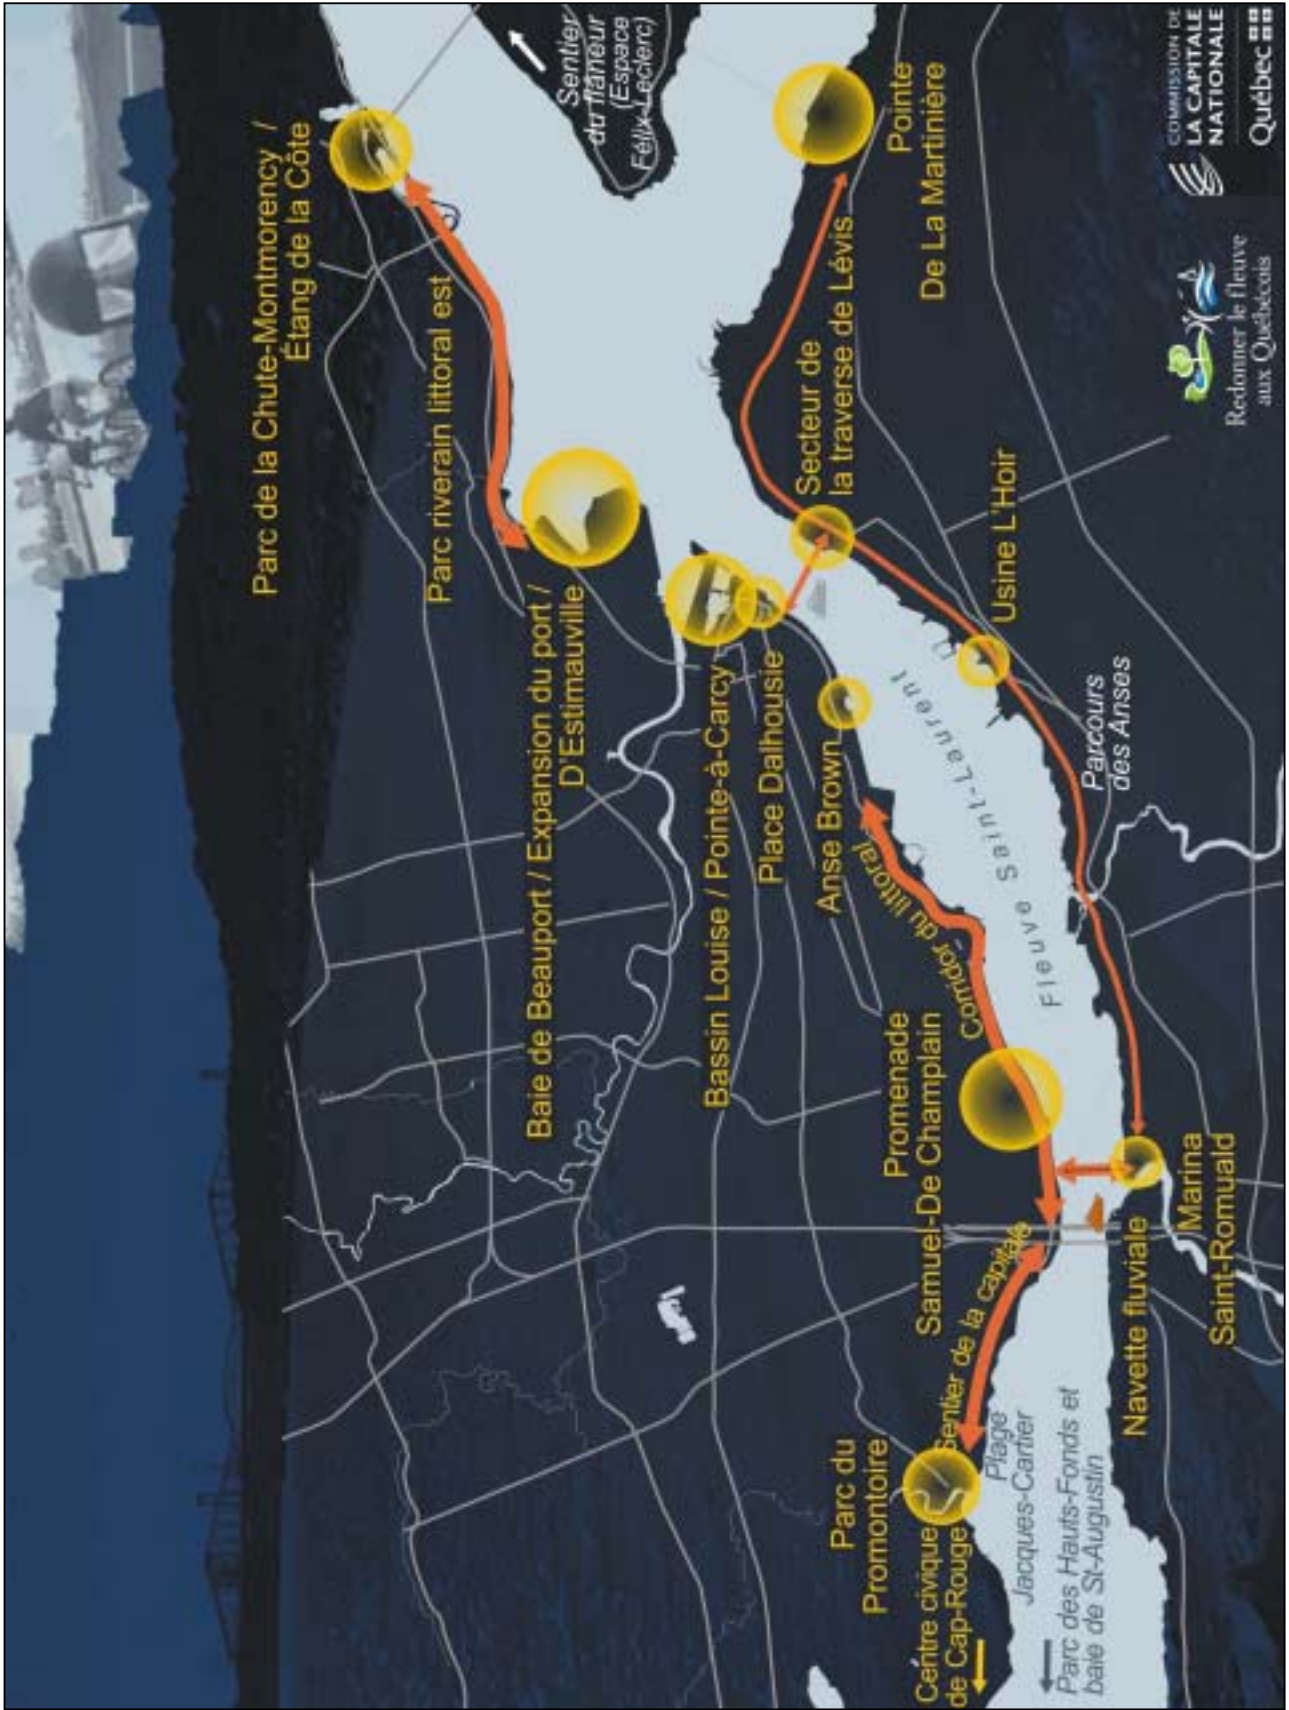 Parc de la Chute-Montmorency /
Étang de la Côte
Parc riverain littoral est
Sentier
du flâneur
(Espace
Félix-Leclerc)
Baie de Beauport / Expansion du port /
D'Estimauville
Bassin Louise / Pointe-à-Carcy
Place Dalhousie
Anse Brown
Corridor du littoral
Promenade
Samuel-De Champlain
Sentier de la capitale
Parc du
Promontoire
Centre civique
de Cap-Rouge
Plage
Jacques-Cartier
Parc des Hauts-Fonds et
baie de St-Augustin
Fleuve Saint-Laurent
Pointe
De La Martinière
Secteur de
la traverse de Lévis
Usine L'Hoir
Parcours
des Anses
Navette fluviale
Marina
Saint-Romuald
Redonner le fleuve
aux Québécois
COMMISSION DE
LA CAPITALE
NATIONALE
Québec